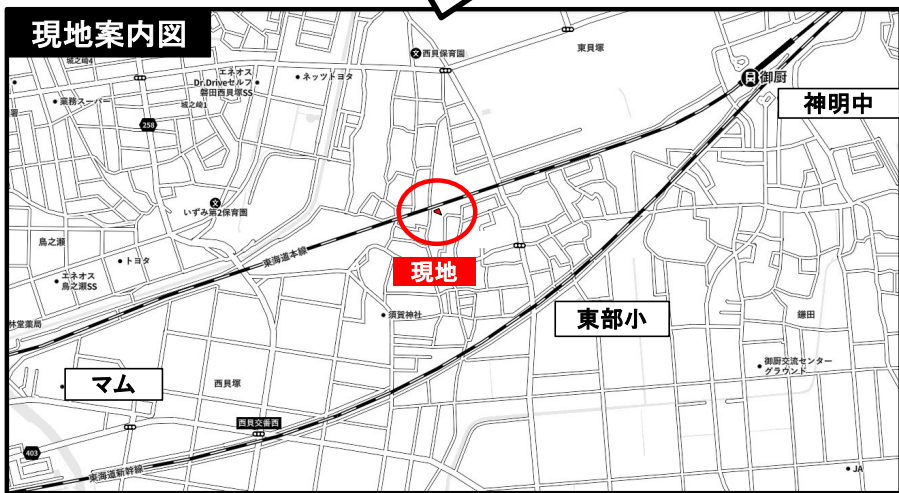 現地案内図
城之崎4
西貝保育園
東貝塚
エネオス
Dr.Driveセルフ
磐田西貝塚SS
ネッツトヨタ
御厨
業務スーパー
城之崎1
神明中
署
258
いずみ第2保育園
鳥之瀬
トヨタ
東海道本線
現地
エネオス
鳥之瀬SS
須賀神社
東部小
鎌田
林堂薬局
御厨交流センター
グラウンド
マム
西貝塚
西貝交番西
403
東海道新幹線
JA